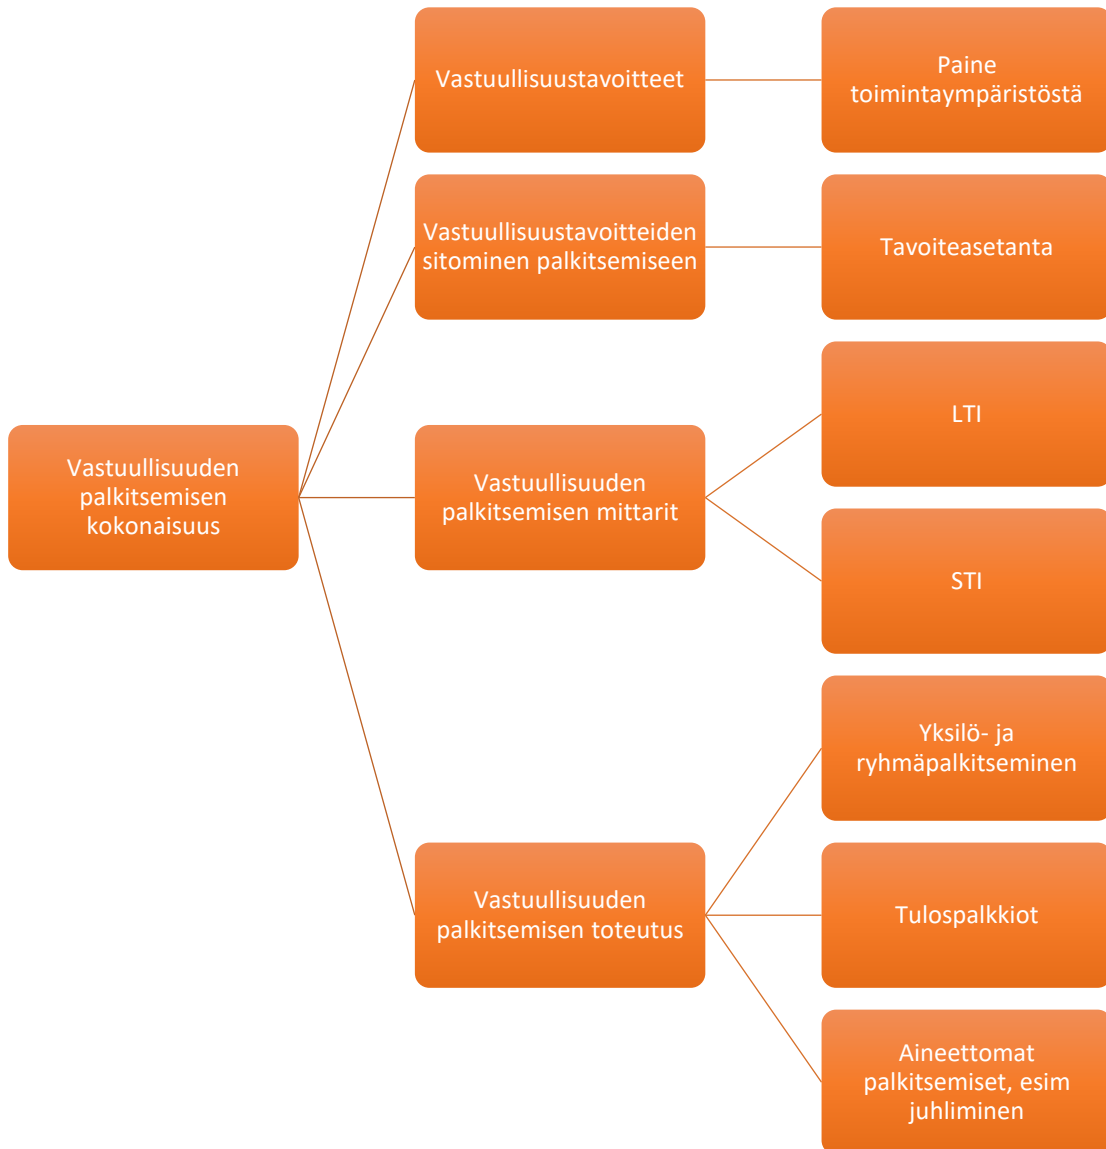 Vastuullisuuden
palkitsemisen
kokonaisuus
Vastuullisuustavoitteet
Paine
toimintaympäristöstä
Vastuullisuustavoitteiden
sitominen palkitsemiseen
Tavoiteasetanta
Vastuullisuuden
palkitsemisen mittarit
LTI
STI
Vastuullisuuden
palkitsemisen toteutus
Yksilö- ja
ryhmäpalkitseminen
Tulospalkkiot
Aineettomat
palkitsemiset, esim
juhliminen